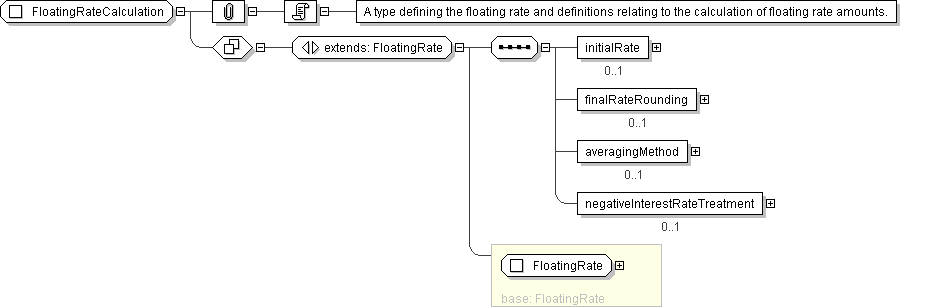 FloatingRateCalculation
A type defining the floating rate and definitions relating to the calculation of floating rate amounts.
extends: FloatingRate
initialRate
0..1
finalRateRounding
0..1
averagingMethod
0..1
negativeInterestRateTreatment
0..1
FloatingRate
base: FloatingRate